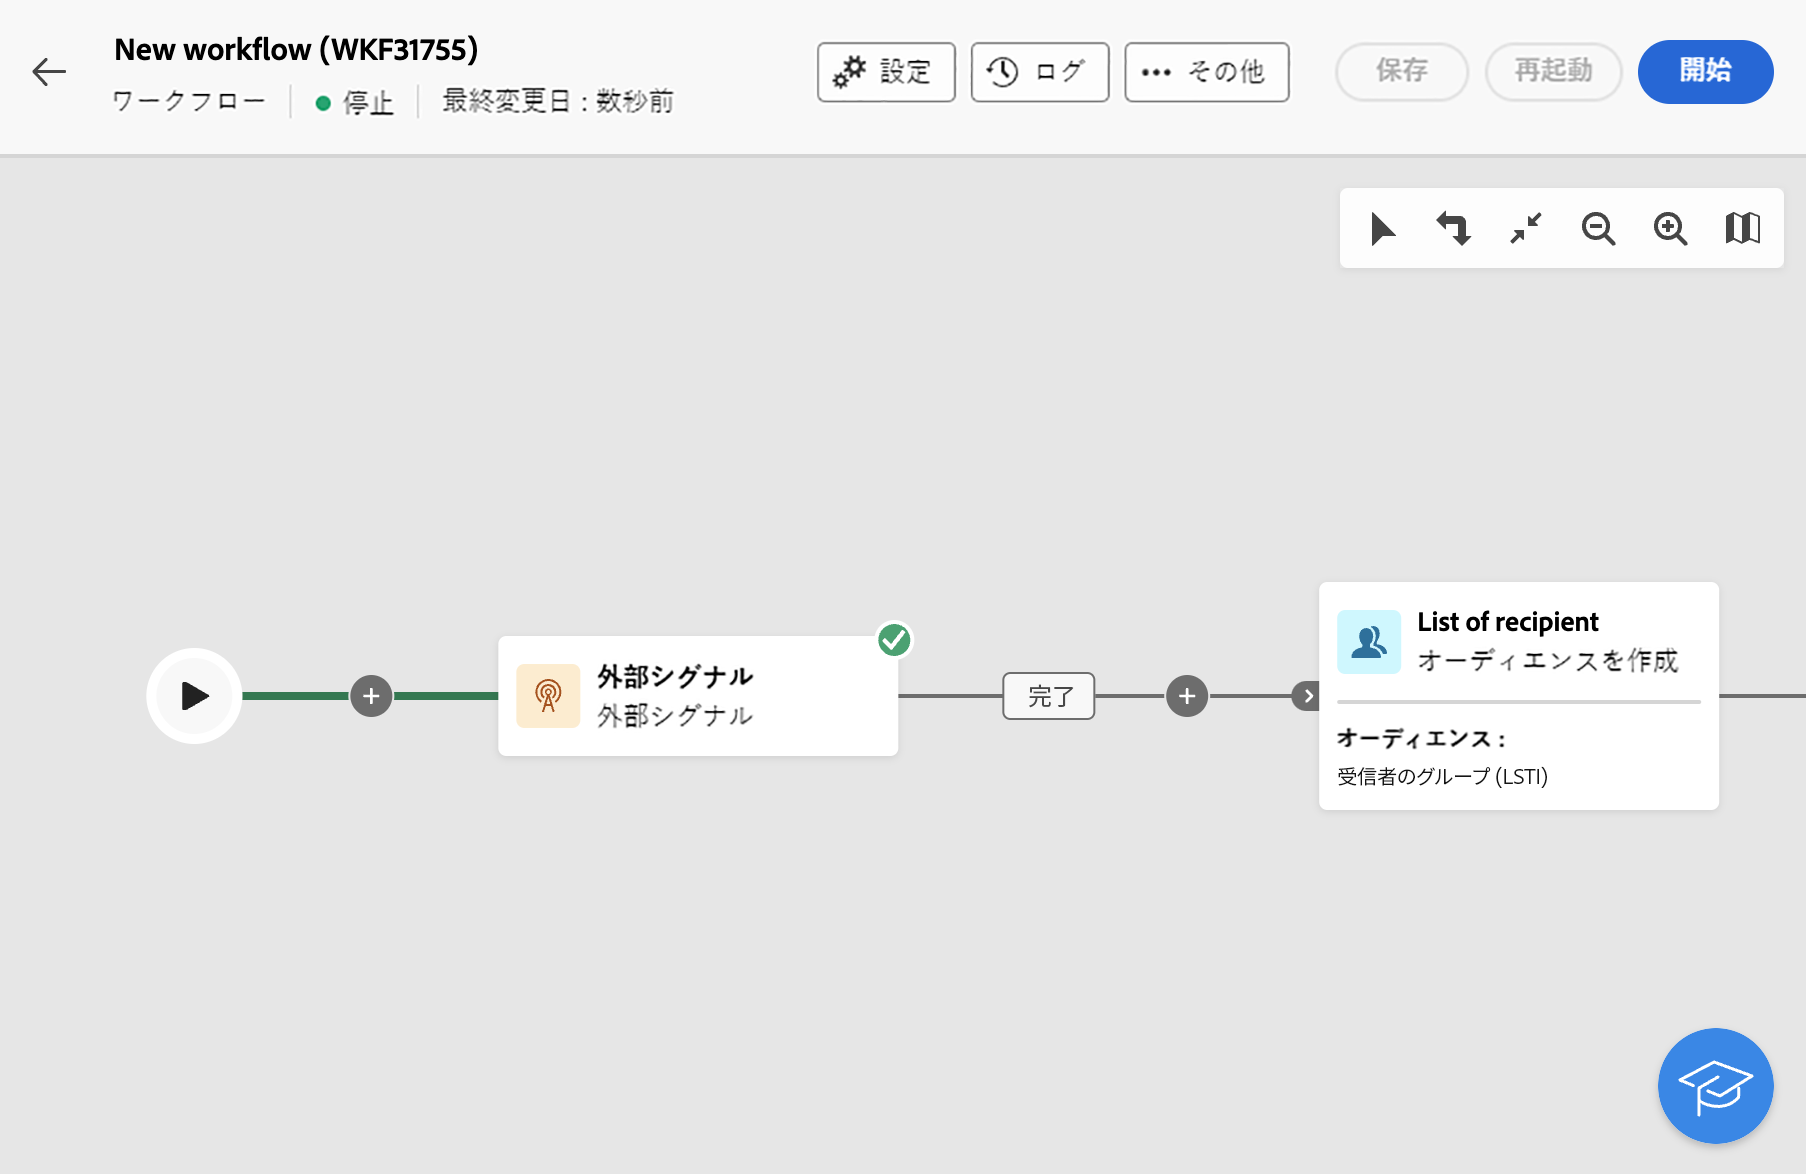 New workflow (WKF31755)
ワークフロー 停止 最終変更日 : 数秒前
設定 ログ その他 保存 再起動 開始
外部シグナル
外部シグナル
完了
List of recipient
オーディエンスを作成
オーディエンス :
受信者のグループ (LSTI)